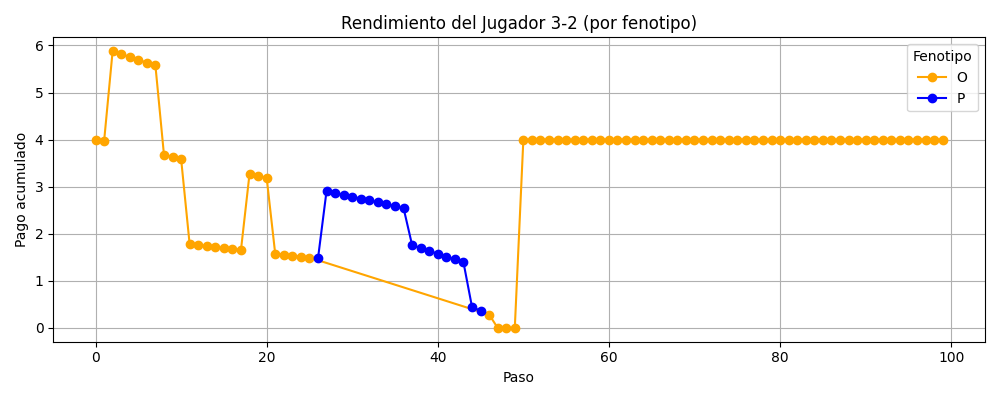 Rendimiento del Jugador 3-2 (por fenotipo)
Fenotipo
O
P
Pago acumulado
6
5
4
3
2
1
0
0 20 40 60 80 100
Paso